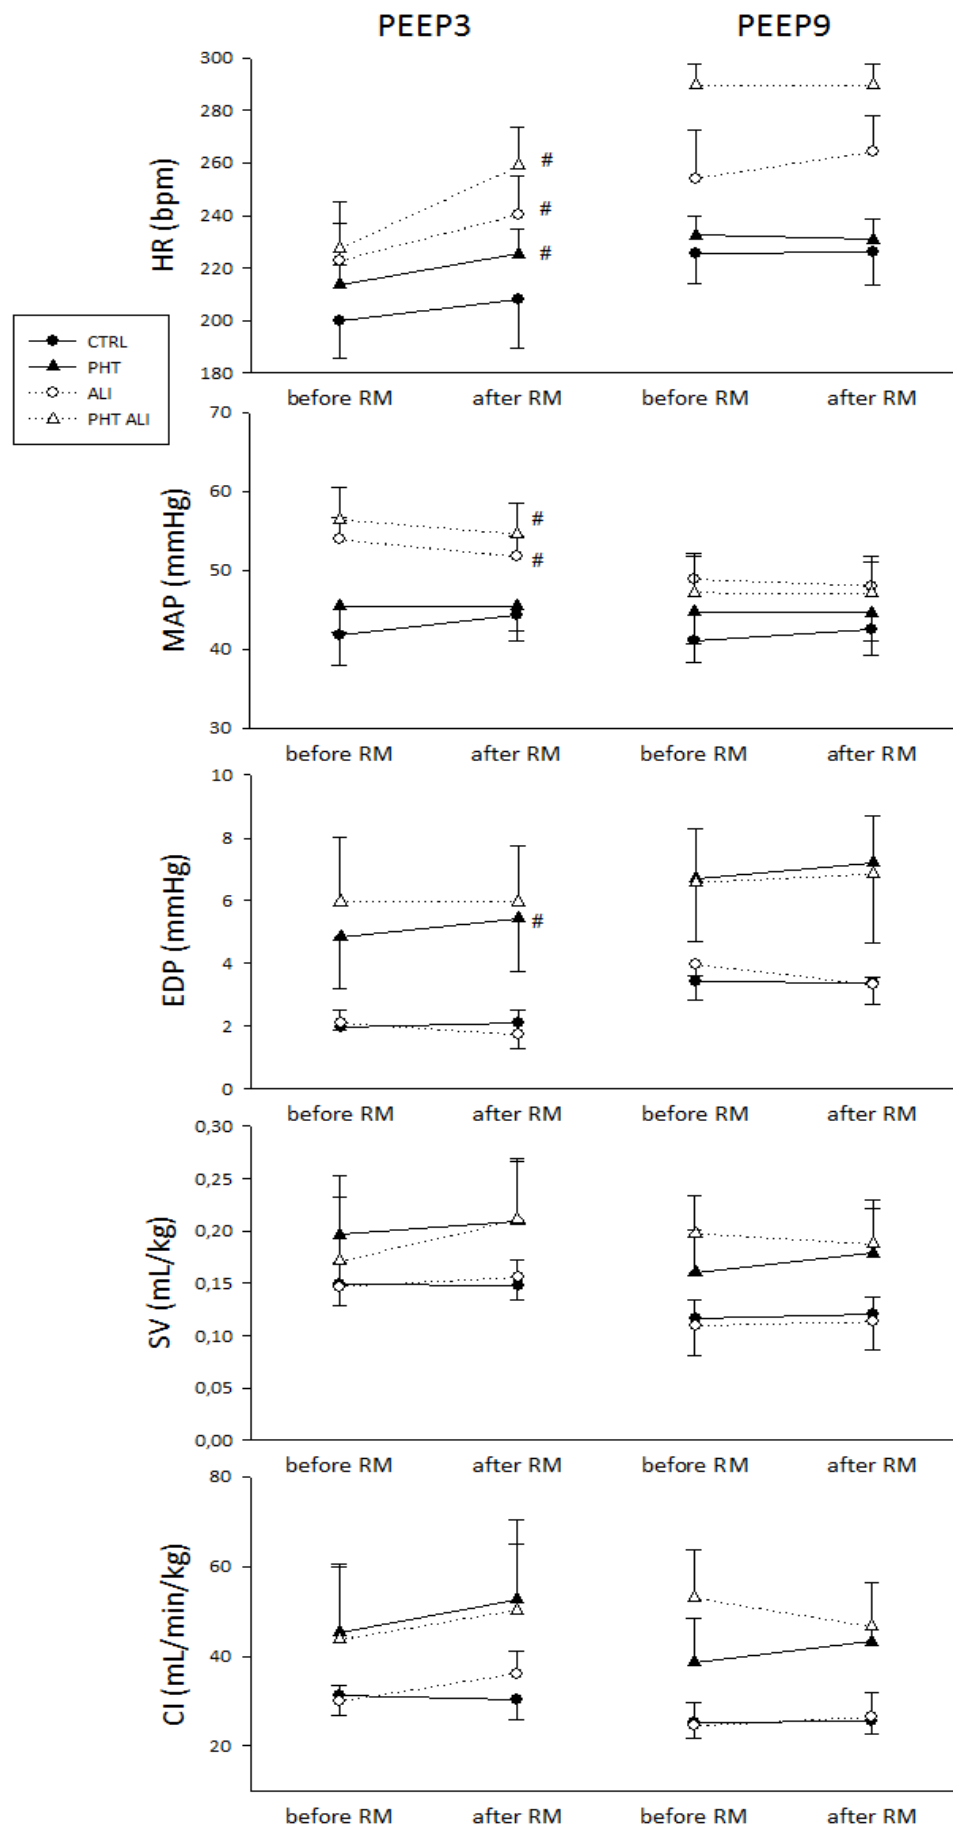 PEEP3 PEEP9
HR (bpm)
300
280
260
240
220
200
180
#
#
#
before RM after RM before RM after RM
CTRL
PHT
ALI
PHT ALI
MAP (mmHg)
70
60
50
40
30
#
#
before RM after RM before RM after RM
EDP (mmHg)
10
8
6
4
2
0
#
before RM after RM before RM after RM
SV (mL/kg)
0,30
0,25
0,20
0,15
0,10
0,05
0,00
before RM after RM before RM after RM
CI (mL/min/kg)
80
60
40
20
before RM after RM before RM after RM